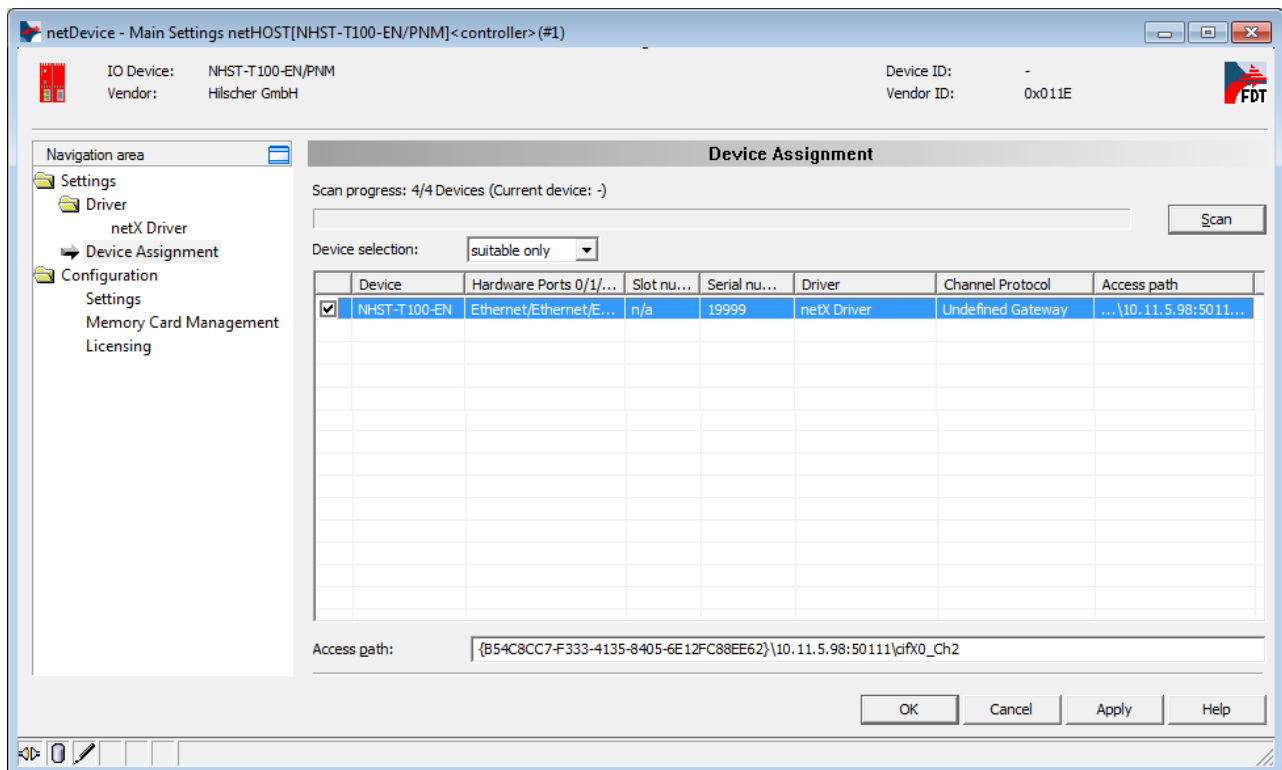 netDevice - Main Settings netHOST[NHST-T100-EN/PNM]<controller>(#1)
IO Device: NHST-T100-EN/PNM Device ID: -
Vendor: Hilscher GmbH Vendor ID: 0x011E
FDT
Navigation area
Settings
Driver
netX Driver
Device Assignment
Configuration
Settings
Memory Card Management
Licensing
Device Assignment
Scan progress: 4/4 Devices (Current device: -)
Scan
Device selection: suitable only
Device Hardware Ports 0/1/... Slot nu... Serial nu... Driver Channel Protocol Access path
NHST-T100-EN Ethernet/Ethernet/E... n/a 19999 netX Driver Undefined Gateway ...\10.11.5.98:5011...
Access path: {B54C8CC7-F333-4135-8405-6E12FC88EE62}\10.11.5.98:50111\cifX0_Ch2
OK Cancel Apply Help